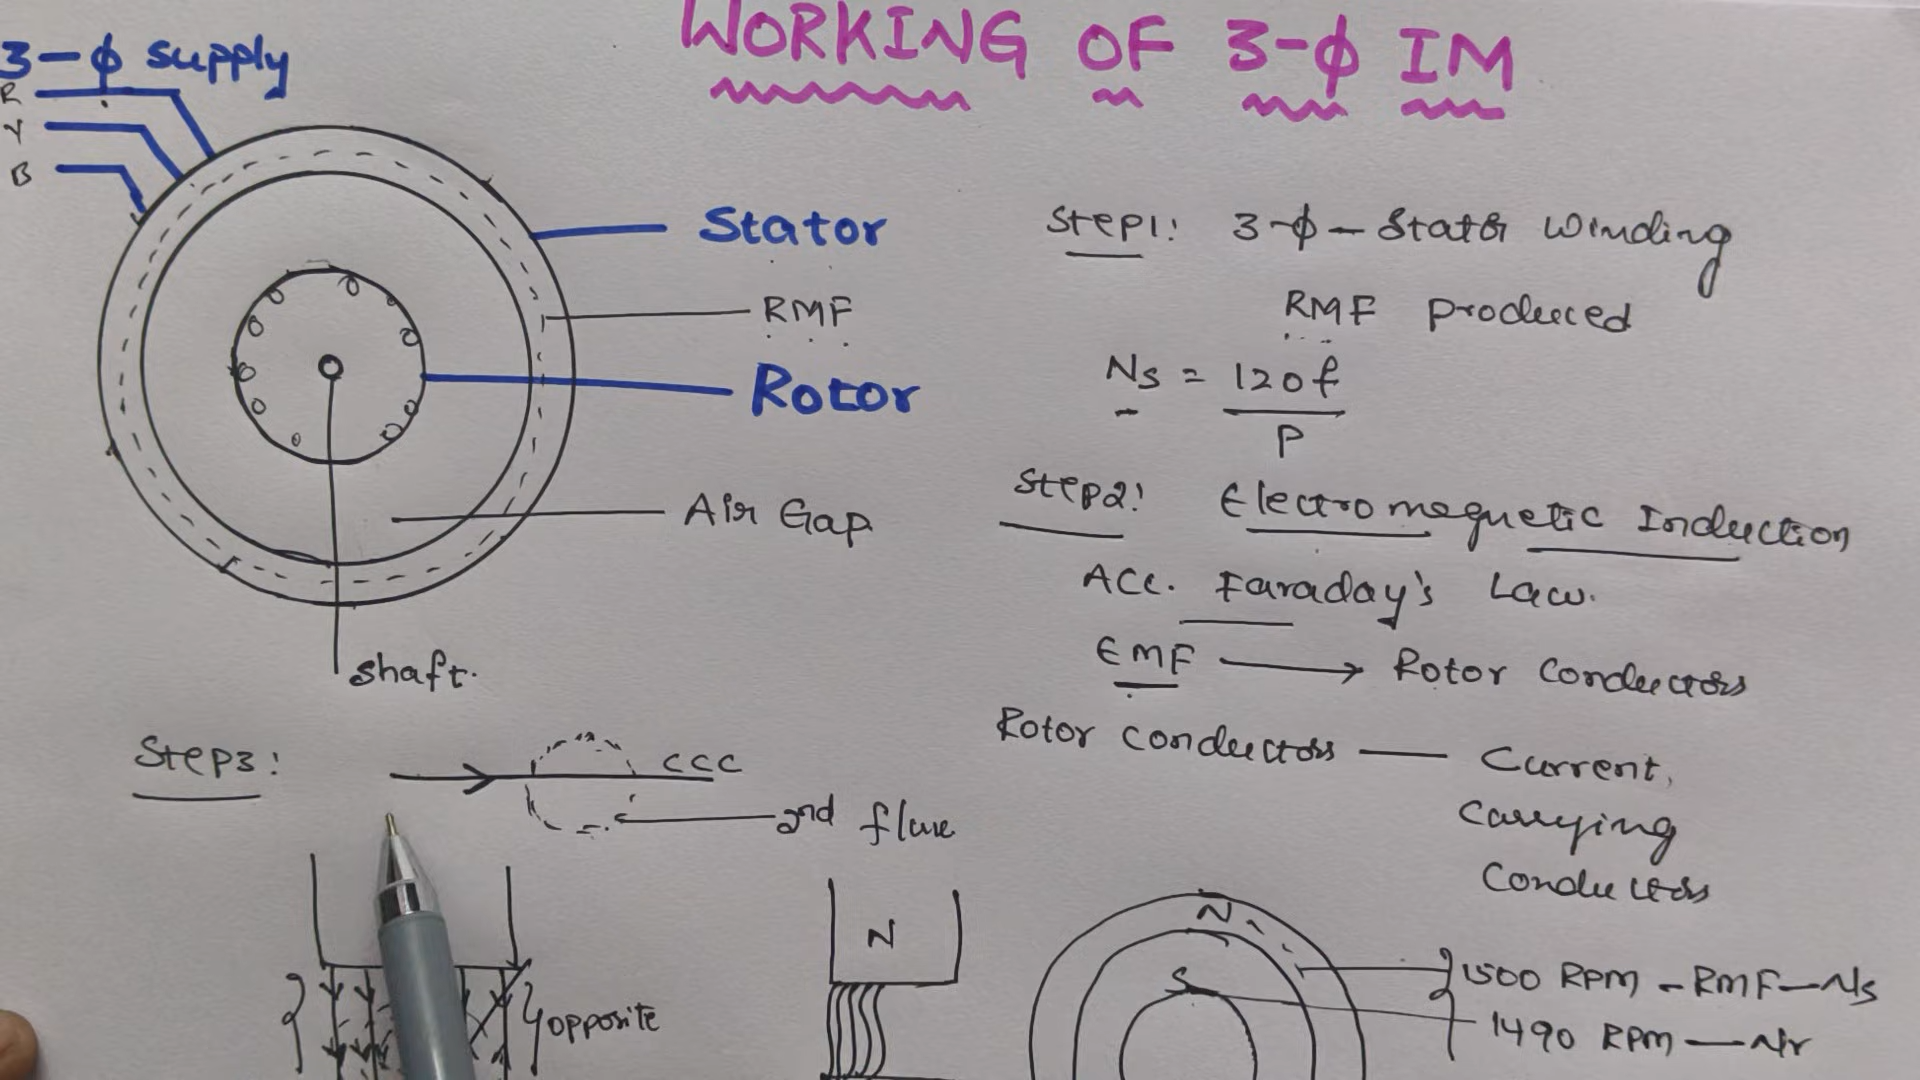 WORKING OF 3-ϕ IM
3-ϕ supply
R
Y
B
Stator
RMF
Rotor
Air Gap
Shaft.
Step1: 3-ϕ - Stator Winding
RMF Produced
Ns = 120f
P
Step2: Electromegnetic Induction
Acc. Faraday's Law.
EMF → Rotor Conductors
Rotor conductors — Current
Carrying
Conductors
Step3:
CCC
2nd flux
opposite
N
N
S
1500 RPM - RMF - Ns
1490 RPM - Nr